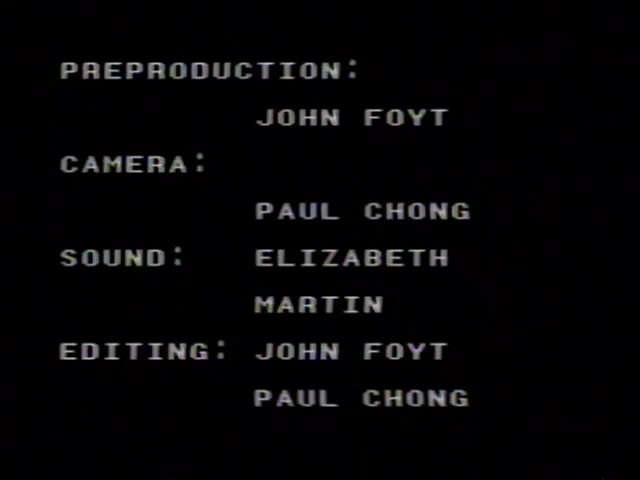 PREPRODUCTION:
JOHN FOYT
CAMERA:
PAUL CHONG
SOUND: ELIZABETH
MARTIN
EDITING: JOHN FOYT
PAUL CHONG